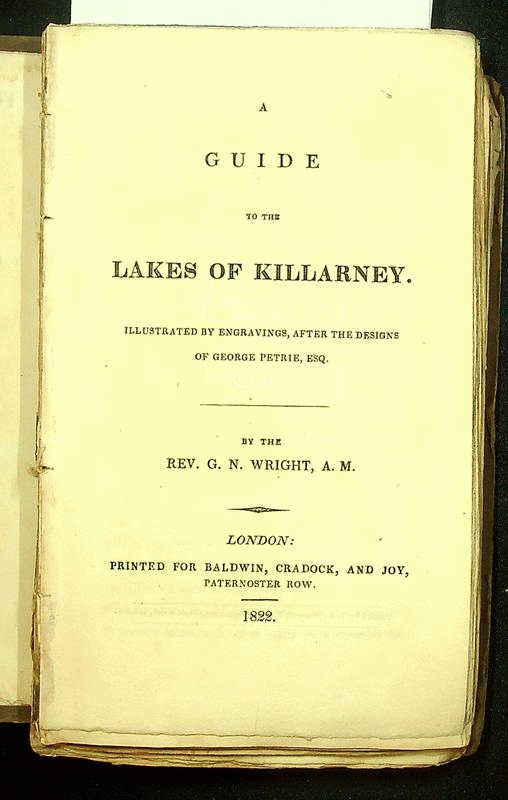 A
GUIDE
TO THE
LAKES OF KILLARNEY.
ILLUSTRATED BY ENGRAVINGS, AFTER THE DESIGNS
OF GEORGE PETRIE, ESQ.
BY THE
REV. G. N. WRIGHT, A. M.
LONDON:
PRINTED FOR BALDWIN, CRADOCK, AND JOY,
PATERNOSTER ROW.
1822.